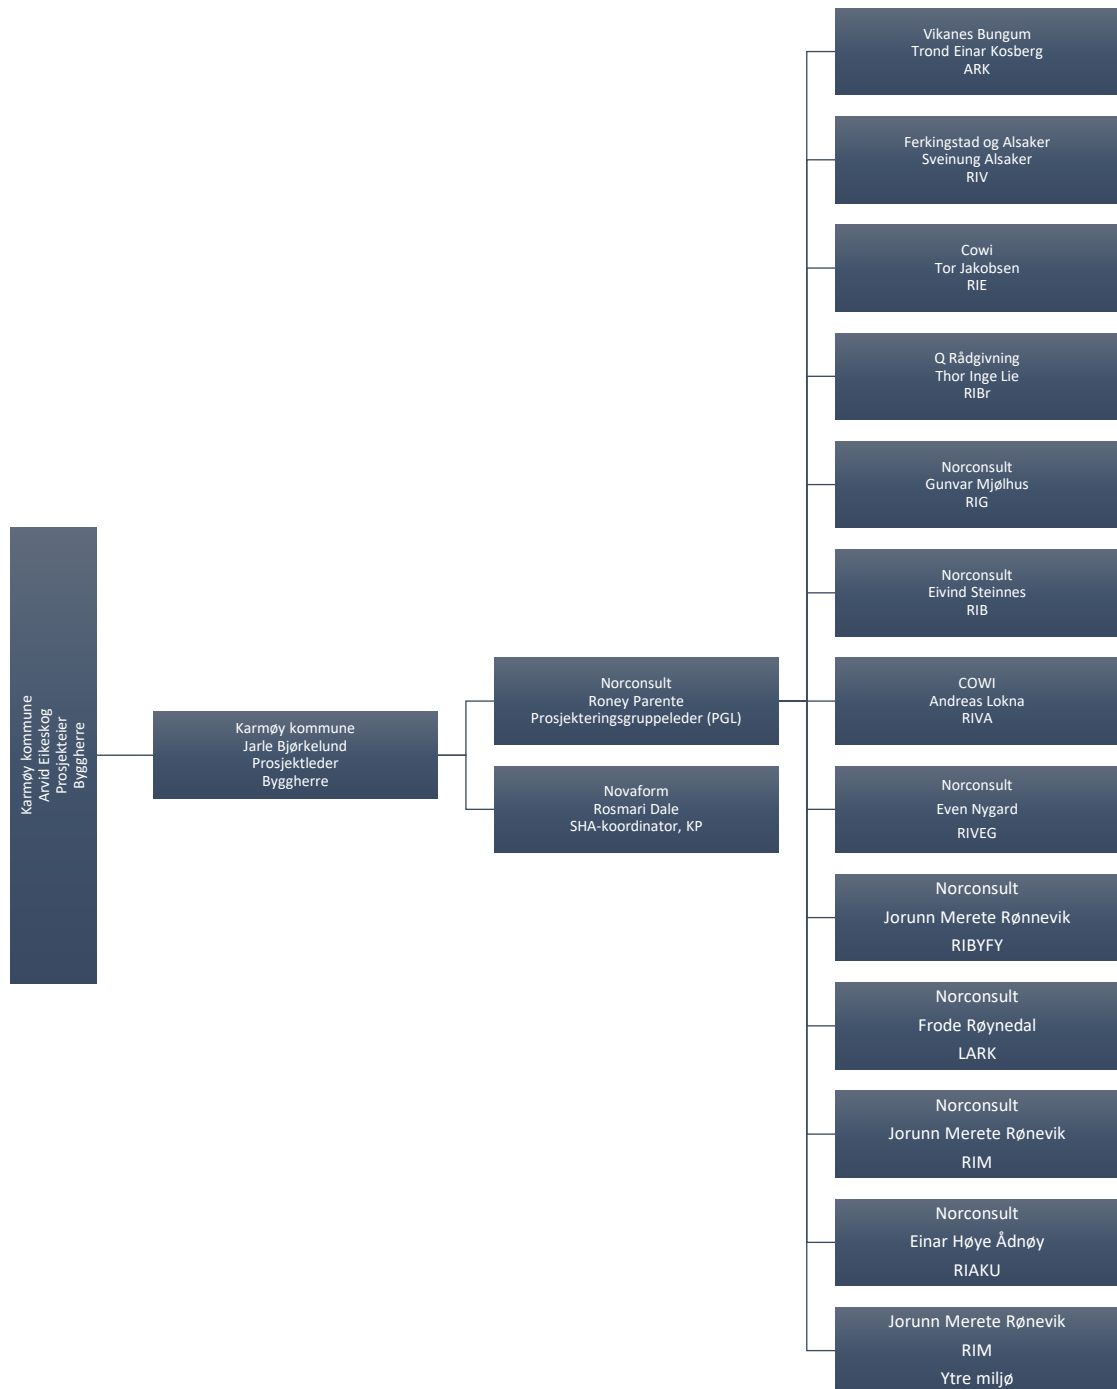 Karmøy kommune
Arvid Eikeskog
Prosjekteier
Byggherre
Karmøy kommune
Jarle Bjørkelund
Prosjektleder
Byggherre
Norconsult
Roney Parente
Prosjekteringsgruppeleder (PGL)
Novaform
Rosmari Dale
SHA-koordinator, KP
Vikanes Bungum
Trond Einar Kosberg
ARK
Ferkingstad og Alsaker
Sveinung Alsaker
RIV
Cowi
Tor Jakobsen
RIE
Q Rådgivning
Thor Inge Lie
RIBr
Norconsult
Gunvar Mjølhus
RIG
Norconsult
Eivind Steinnes
RIB
COWI
Andreas Lokna
RIVA
Norconsult
Even Nygard
RIVEG
Norconsult
Jorunn Merete Rønnevik
RIBYFY
Norconsult
Frode Røynedal
LARK
Norconsult
Jorunn Merete Rønevik
RIM
Norconsult
Einar Høye Ådnøy
RIAKU
Jorunn Merete Rønevik
RIM
Ytre miljø